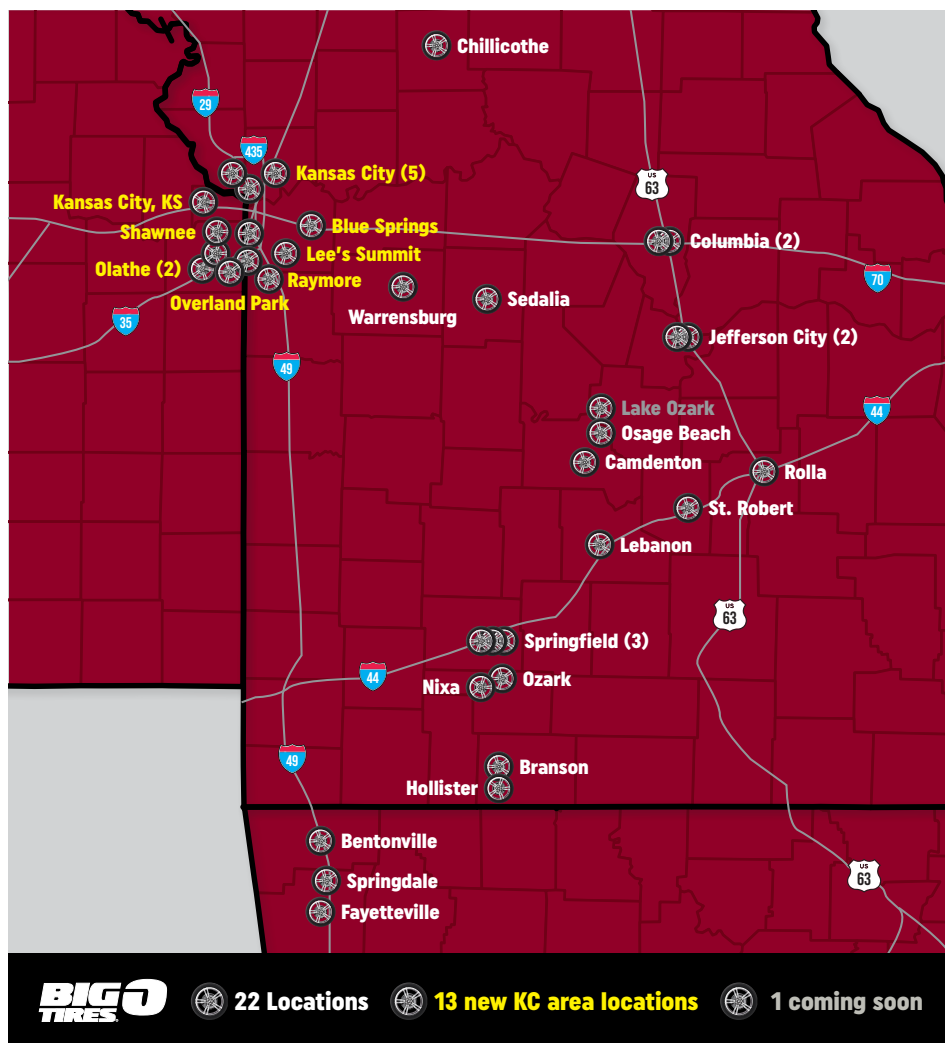 Chillicothe
29
435
Kansas City (5)
US
63
Kansas City, KS
Blue Springs
Shawnee
Columbia (2)
Lee's Summit
Olathe (2)
Raymore
70
Overland Park
Warrensburg
Sedalia
35
Jefferson City (2)
49
Lake Ozark
44
Osage Beach
Camdenton
Rolla
St. Robert
Lebanon
US
63
Springfield (3)
44
Ozark
Nixa
49
Branson
Hollister
Bentonville
US
63
Springdale
Fayetteville
BIG O
TIRES
22 Locations
13 new KC area locations
1 coming soon